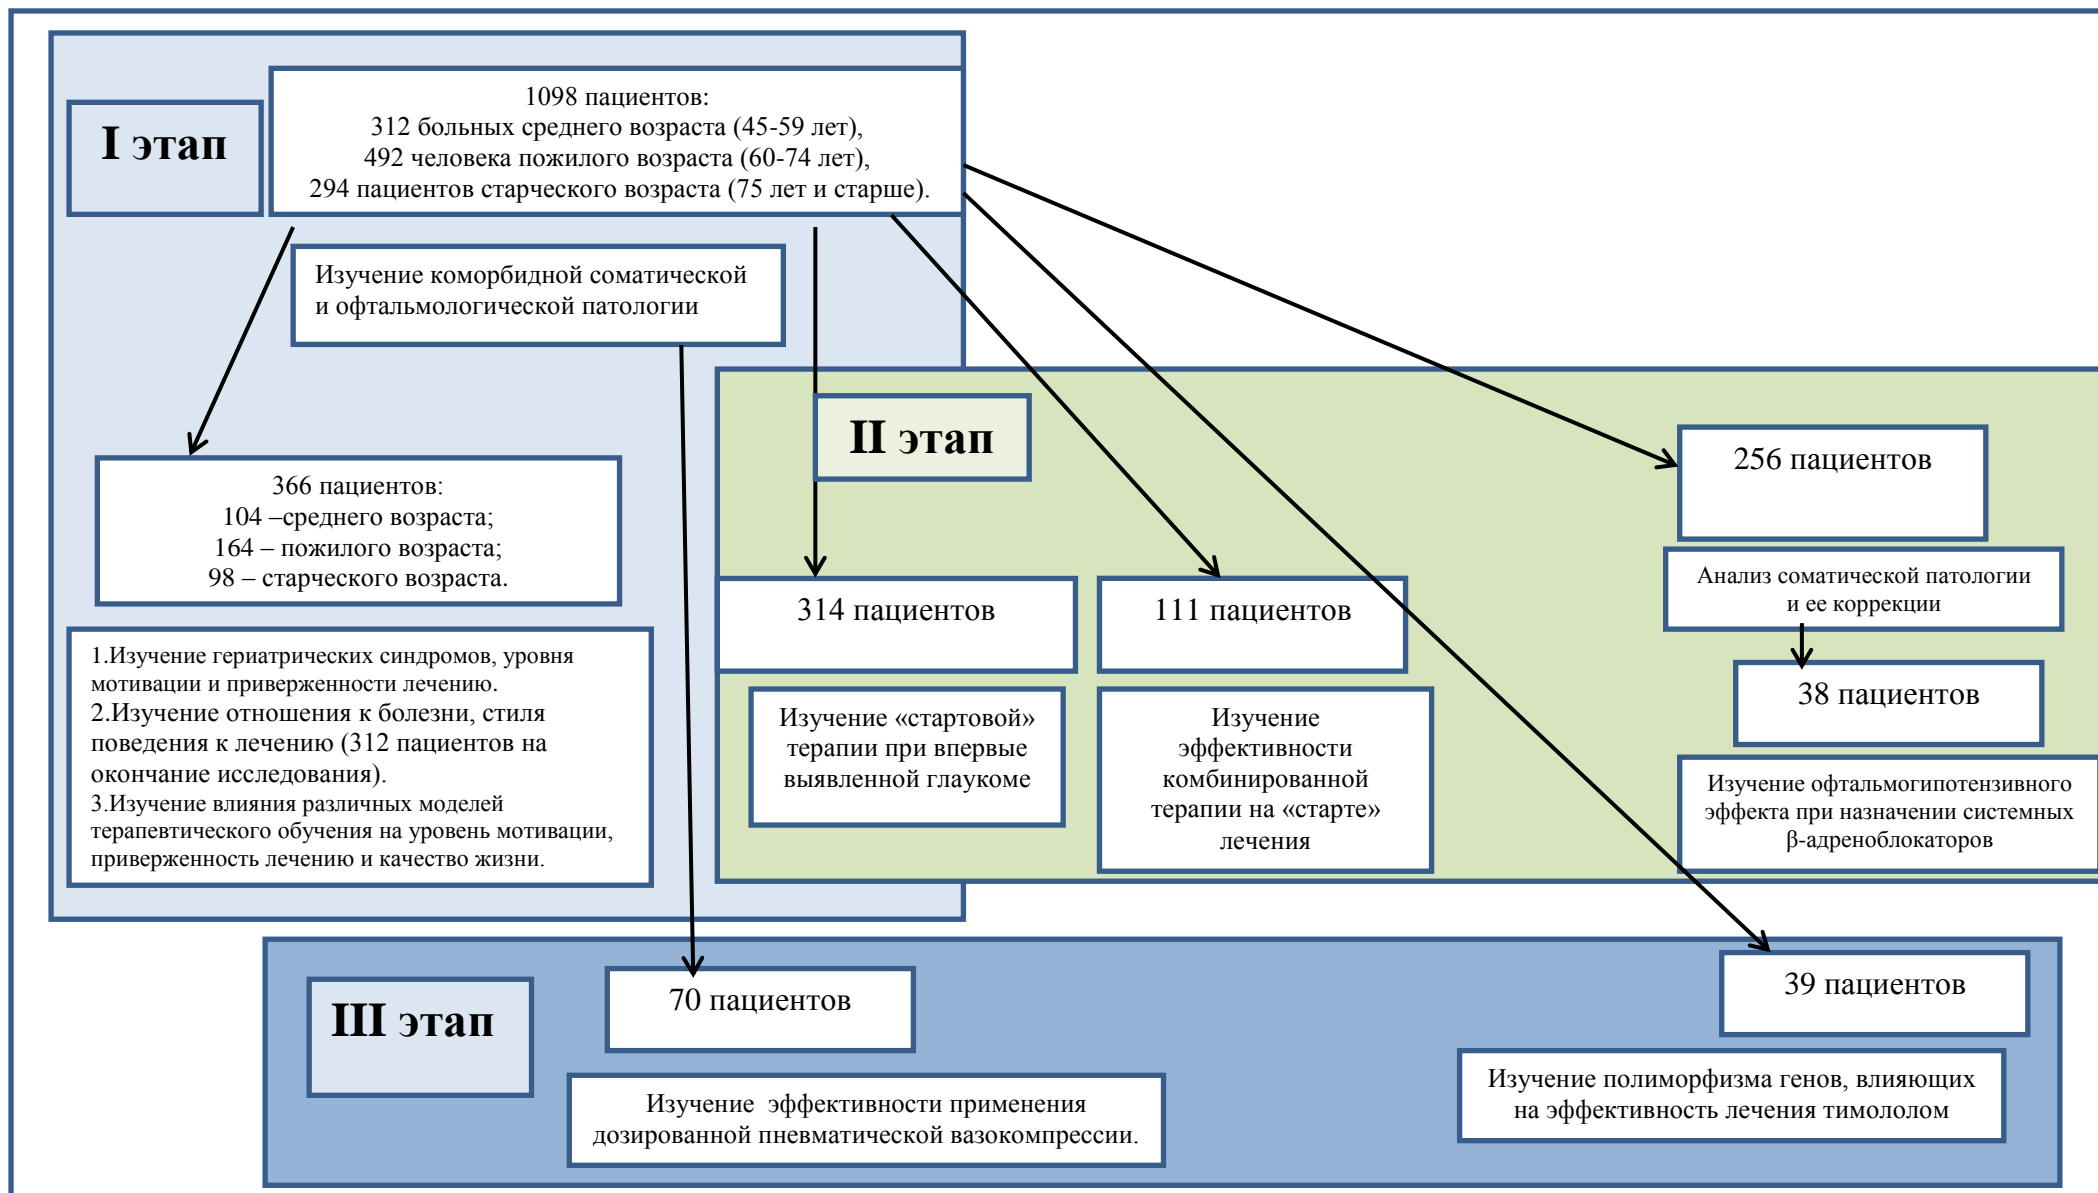 I этап
1098 пациентов:
312 больных среднего возраста (45-59 лет),
492 человека пожилого возраста (60-74 лет),
294 пациентов старческого возраста (75 лет и старше).
Изучение коморбидной соматической
и офтальмологической патологии
366 пациентов:
104 –среднего возраста;
164 – пожилого возраста;
98 – старческого возраста.
1.Изучение гериатрических синдромов, уровня
мотивации и приверженности лечению.
2.Изучение отношения к болезни, стиля
поведения к лечению (312 пациентов на
окончание исследования).
3.Изучение влияния различных моделей
терапевтического обучения на уровень мотивации,
приверженность лечению и качество жизни.
II этап
314 пациентов
Изучение «стартовой»
терапии при впервые
выявленной глаукоме
111 пациентов
Изучение
эффективности
комбинированной
терапии на «старте»
лечения
256 пациентов
Анализ соматической патологии
и ее коррекции
38 пациентов
Изучение офтальмогипотензивного
эффекта при назначении системных
β-адреноблокаторов
III этап
70 пациентов
Изучение  эффективности применения
дозированной пневматической вазокомпрессии.
39 пациентов
Изучение полиморфизма генов, влияющих
на эффективность лечения тимололом